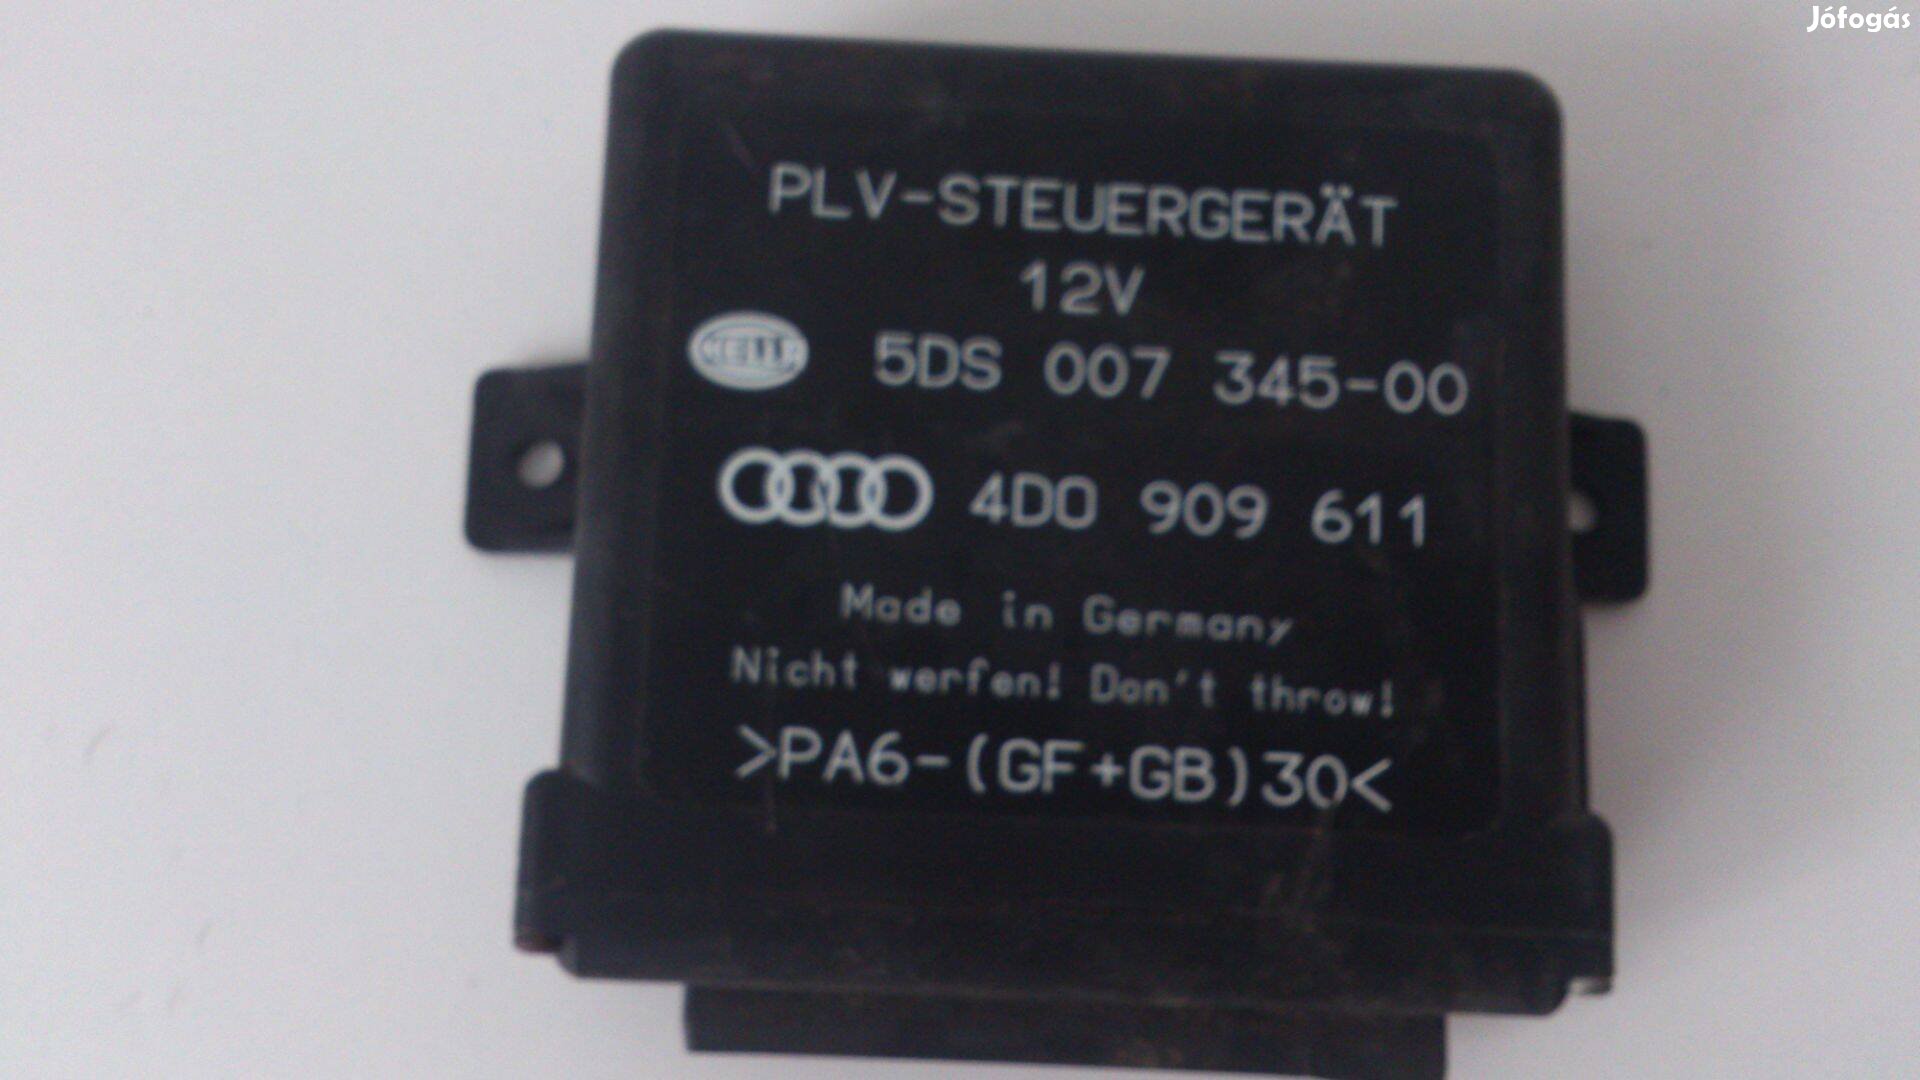 Jófogás
PLV-STEUERGERÄT
12V
HELLA 5DS 007 345-00
4D0 909 611
Made in Germany
Nicht werfen! Don't throw!
>PA6-(GF+GB)30<